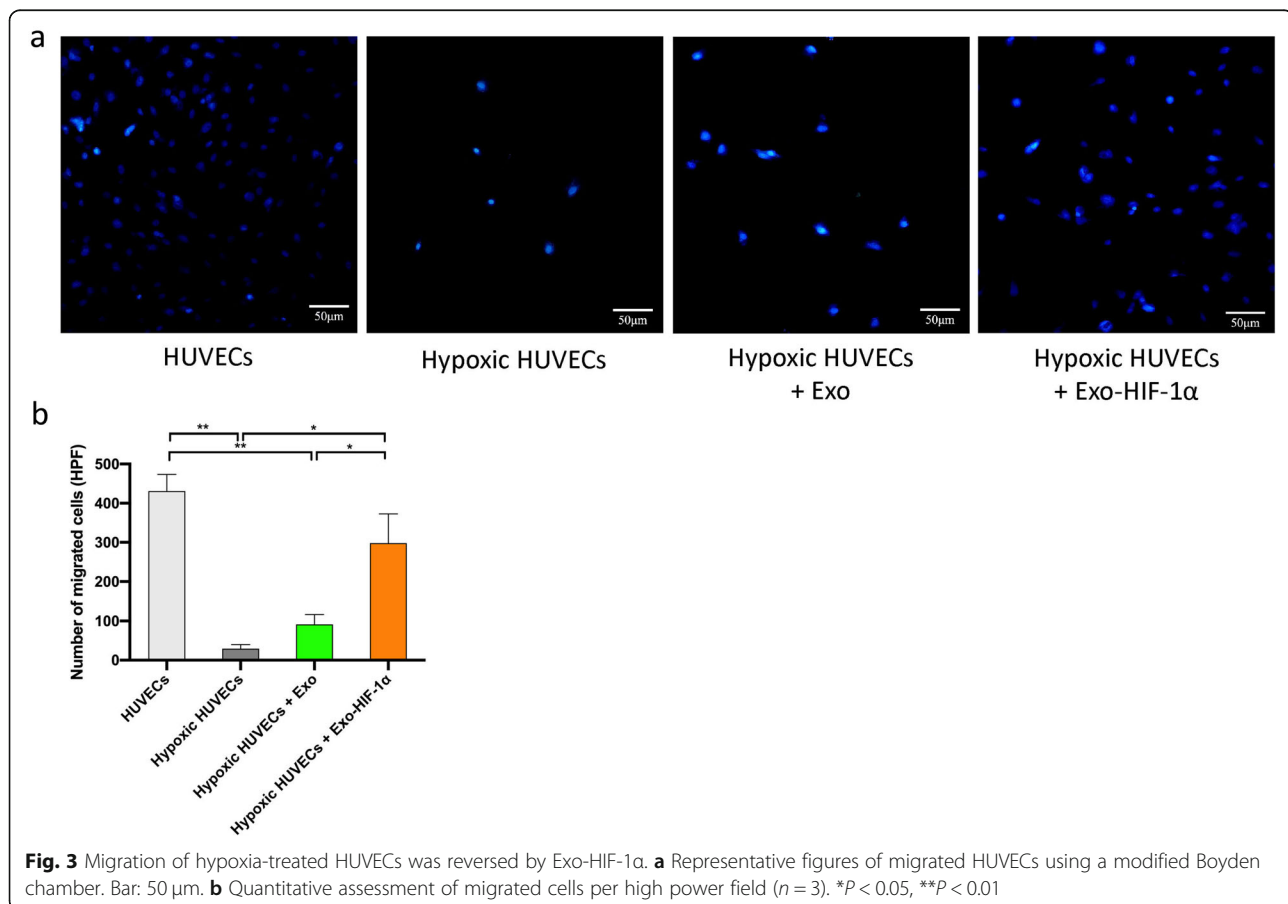 a
50μm
50μm
50μm
50μm
HUVECs
Hypoxic HUVECs
Hypoxic HUVECs
+ Exo
Hypoxic HUVECs
+ Exo-HIF-1α
b
** *
** *
Number of migrated cells (HPF)
500
400
300
200
100
0
HUVECs
Hypoxic HUVECs
Hypoxic HUVECs + Exo
Hypoxic HUVECs + Exo-HIF-1α
Fig. 3 Migration of hypoxia-treated HUVECs was reversed by Exo-HIF-1α. a Representative figures of migrated HUVECs using a modified Boyden
chamber. Bar: 50 μm. b Quantitative assessment of migrated cells per high power field (n = 3). *P < 0.05, **P < 0.01